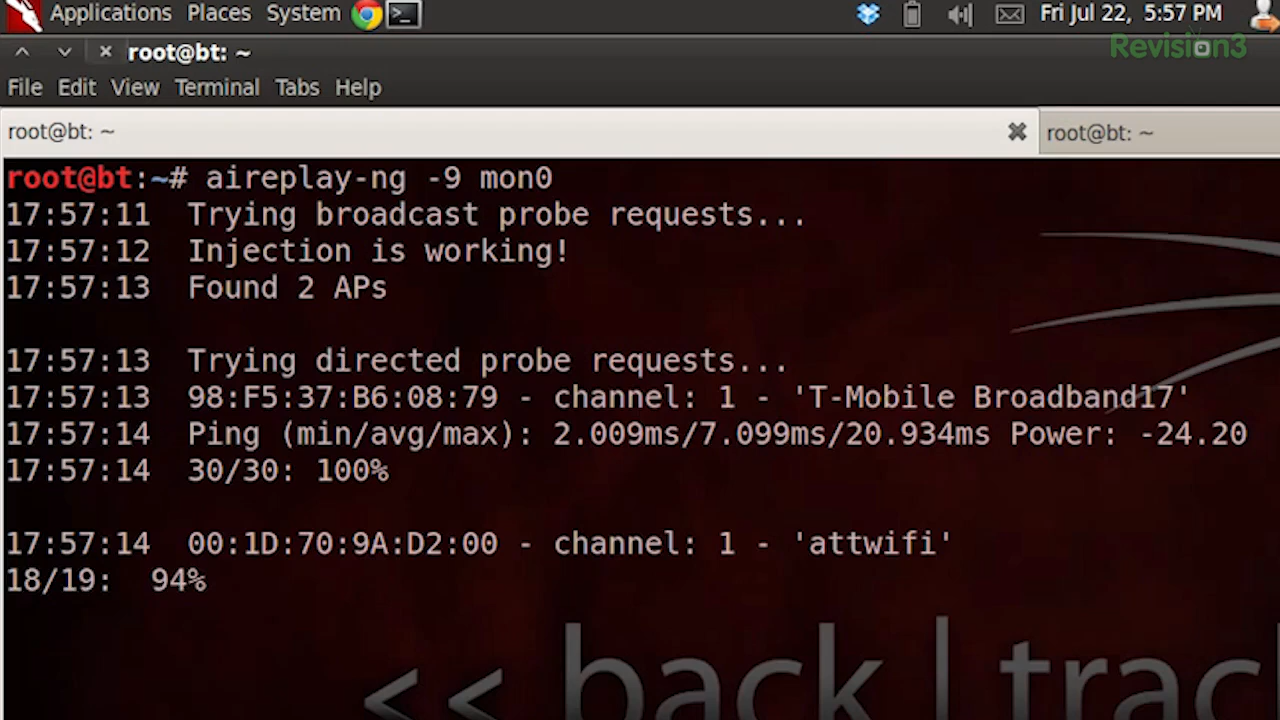 Applications Places System Fri Jul 22, 5:57 PM
Revision3
root@bt: ~
File Edit View Terminal Tabs Help
root@bt: ~ root@bt: ~
root@bt:~# aireplay-ng -9 mon0
17:57:11  Trying broadcast probe requests...
17:57:12  Injection is working!
17:57:13  Found 2 APs
17:57:13  Trying directed probe requests...
17:57:13  98:F5:37:B6:08:79 - channel: 1 - 'T-Mobile Broadband17'
17:57:14  Ping (min/avg/max): 2.009ms/7.099ms/20.934ms Power: -24.20
17:57:14  30/30: 100%
17:57:14  00:1D:70:9A:D2:00 - channel: 1 - 'attwifi'
18/19:  94%
<< back | track